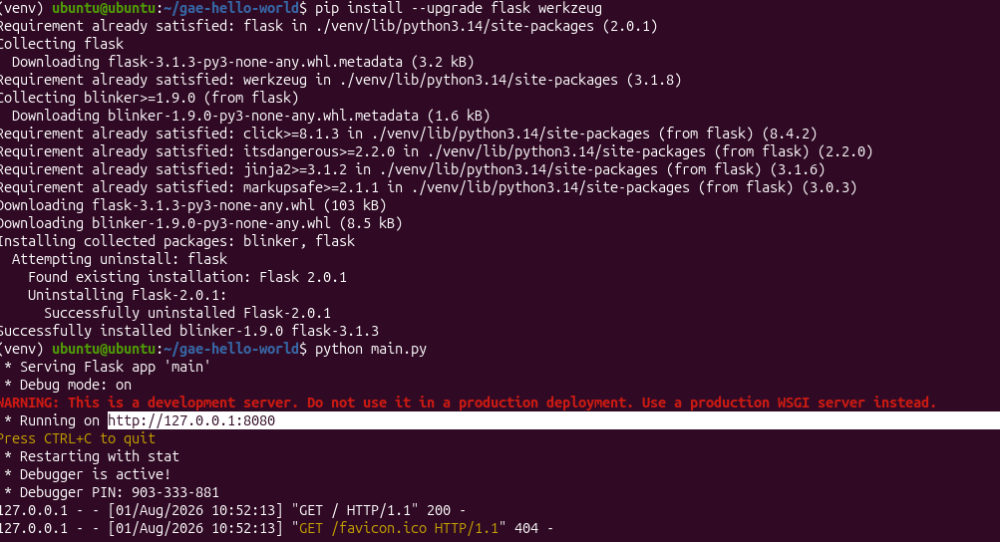 (venv) ubuntu@ubuntu:~/gae-hello-world$ pip install --upgrade flask werkzeug
Requirement already satisfied: flask in ./venv/lib/python3.14/site-packages (2.0.1)
Collecting flask
  Downloading flask-3.1.3-py3-none-any.whl.metadata (3.2 kB)
Requirement already satisfied: werkzeug in ./venv/lib/python3.14/site-packages (3.1.8)
Collecting blinker>=1.9.0 (from flask)
  Downloading blinker-1.9.0-py3-none-any.whl.metadata (1.6 kB)
Requirement already satisfied: click>=8.1.3 in ./venv/lib/python3.14/site-packages (from flask) (8.4.2)
Requirement already satisfied: itsdangerous>=2.2.0 in ./venv/lib/python3.14/site-packages (from flask) (2.2.0)
Requirement already satisfied: jinja2>=3.1.2 in ./venv/lib/python3.14/site-packages (from flask) (3.1.6)
Requirement already satisfied: markupsafe>=2.1.1 in ./venv/lib/python3.14/site-packages (from flask) (3.0.3)
Downloading flask-3.1.3-py3-none-any.whl (103 kB)
Downloading blinker-1.9.0-py3-none-any.whl (8.5 kB)
Installing collected packages: blinker, flask
  Attempting uninstall: flask
    Found existing installation: Flask 2.0.1
    Uninstalling Flask-2.0.1:
      Successfully uninstalled Flask-2.0.1
Successfully installed blinker-1.9.0 flask-3.1.3
(venv) ubuntu@ubuntu:~/gae-hello-world$ python main.py
 * Serving Flask app 'main'
 * Debug mode: on
WARNING: This is a development server. Do not use it in a production deployment. Use a production WSGI server instead.
 * Running on http://127.0.0.1:8080
Press CTRL+C to quit
 * Restarting with stat
 * Debugger is active!
 * Debugger PIN: 903-333-881
127.0.0.1 - - [01/Aug/2026 10:52:13] "GET / HTTP/1.1" 200 -
127.0.0.1 - - [01/Aug/2026 10:52:13] "GET /favicon.ico HTTP/1.1" 404 -